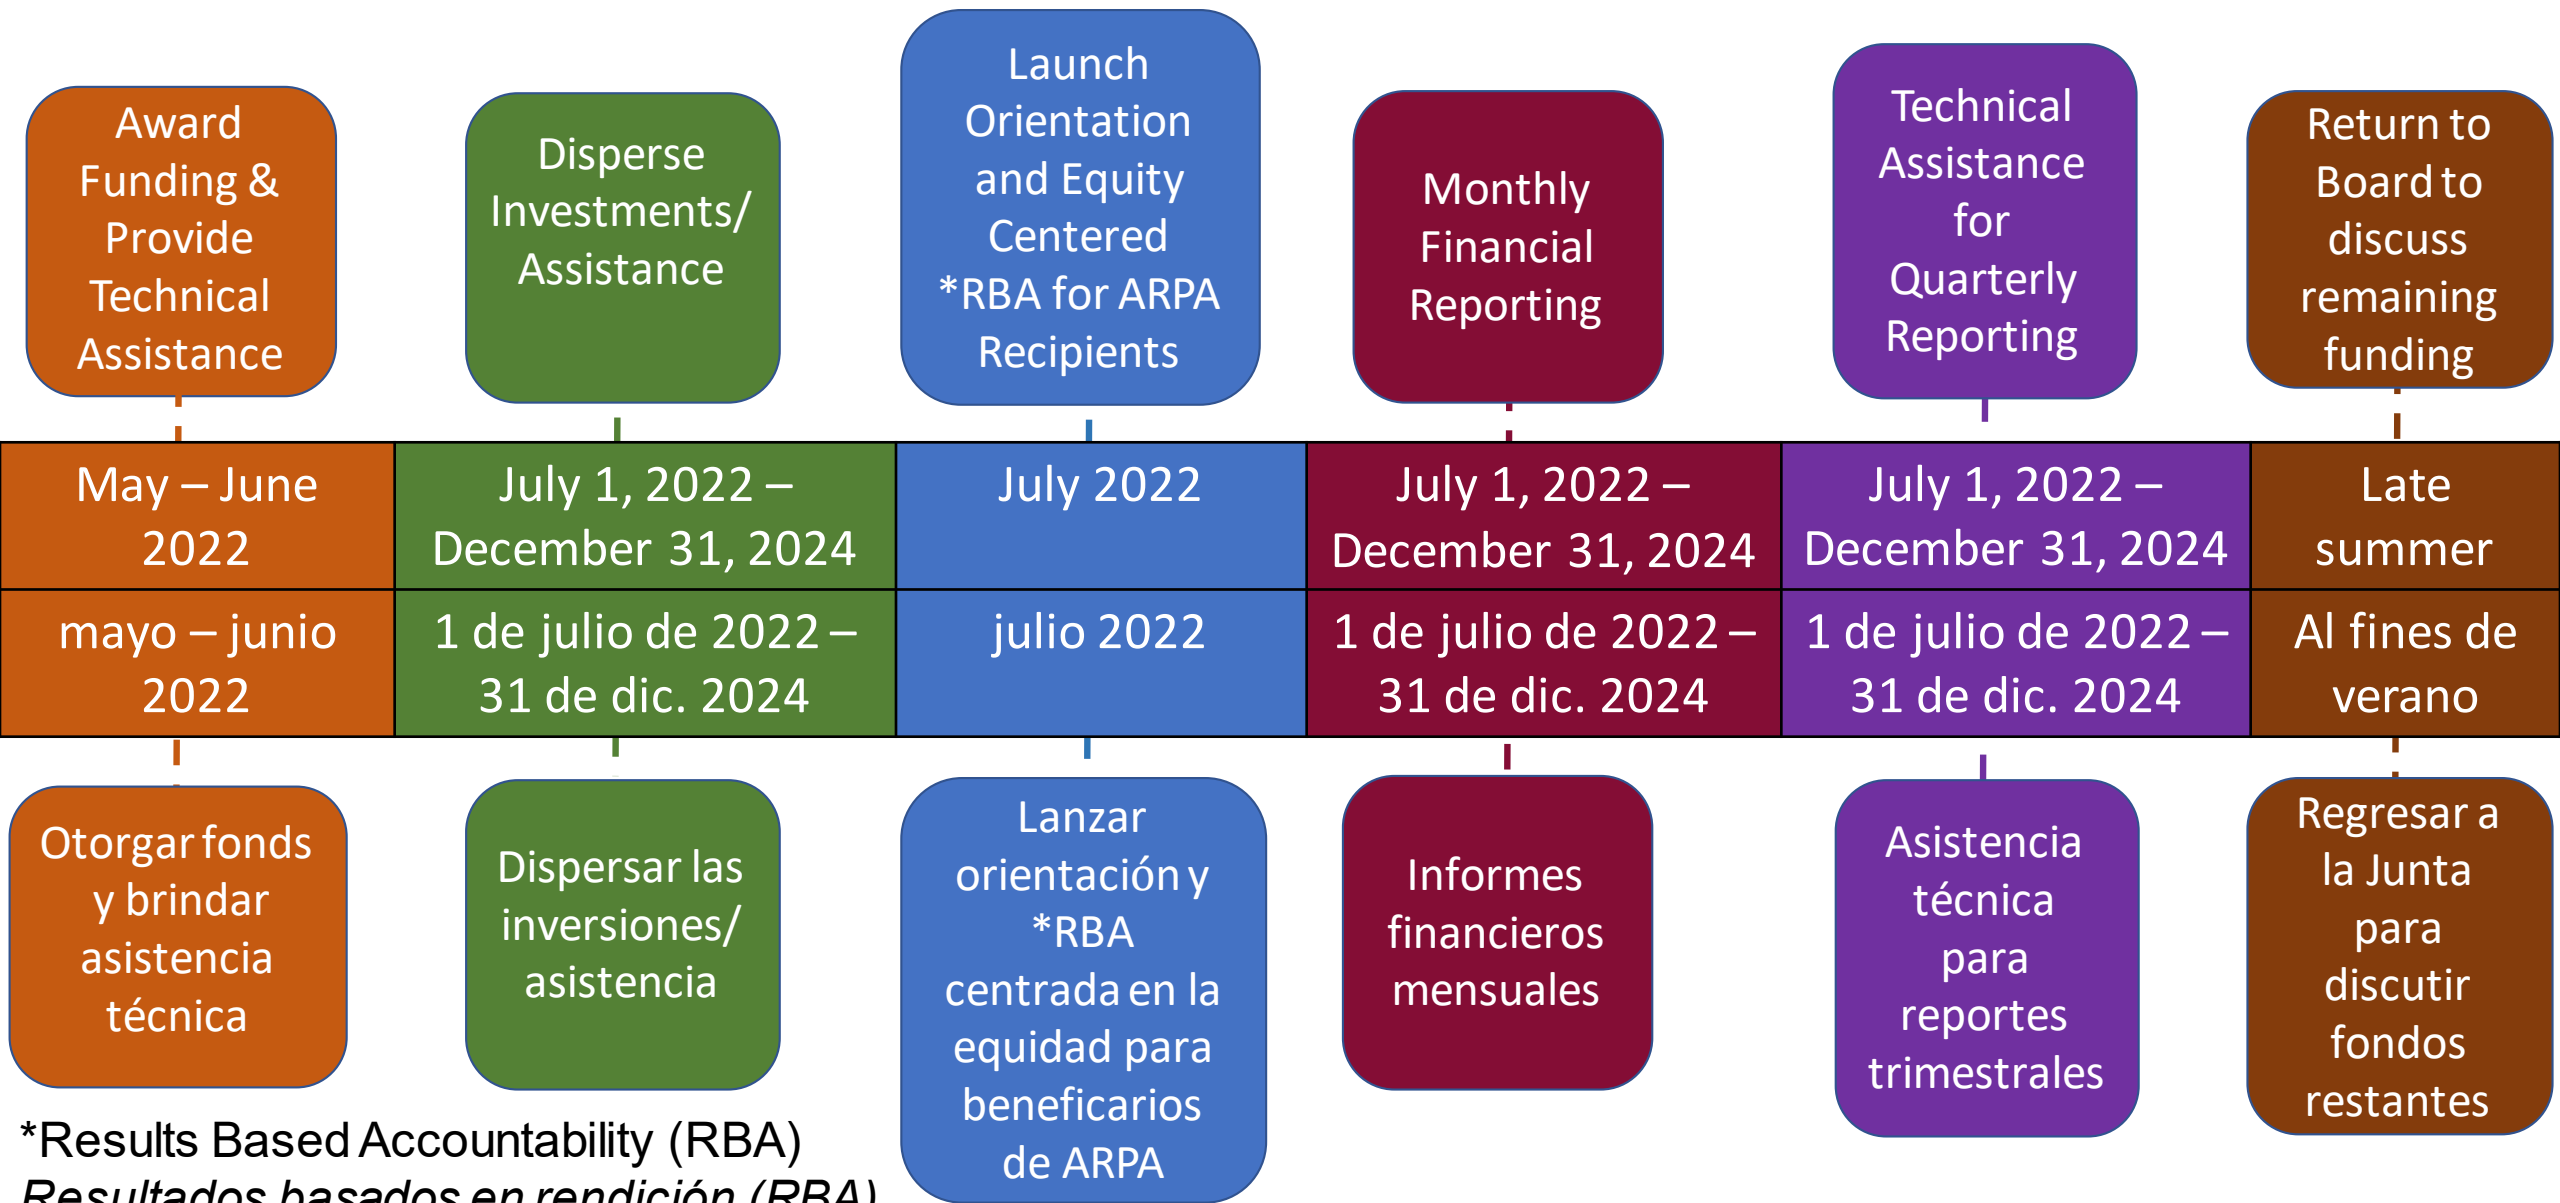 Award
Funding &
Provide
Technical
Assistance
Disperse
Investments/
Assistance
Launch
Orientation
and Equity
Centered
*RBA for ARPA
Recipients
Monthly
Financial
Reporting
Technical
Assistance
for
Quarterly
Reporting
Return to
Board to
discuss
remaining
funding
May – June
2022
July 1, 2022 –
December 31, 2024
July 2022
July 1, 2022 –
December 31, 2024
July 1, 2022 –
December 31, 2024
Late
summer
mayo – junio
2022
1 de julio de 2022 –
31 de dic. 2024
julio 2022
1 de julio de 2022 –
31 de dic. 2024
1 de julio de 2022 –
31 de dic. 2024
Al fines de
verano
Otorgar fonds
y brindar
asistencia
técnica
Dispersar las
inversiones/
asistencia
Lanzar
orientación y
*RBA
centrada en la
equidad para
beneficarios
de ARPA
Informes
financieros
mensuales
Asistencia
técnica
para
reportes
trimestrales
Regresar a
la Junta
para
discutir
fondos
restantes
*Results Based Accountability (RBA)
Resultados basados en rendición (RBA)